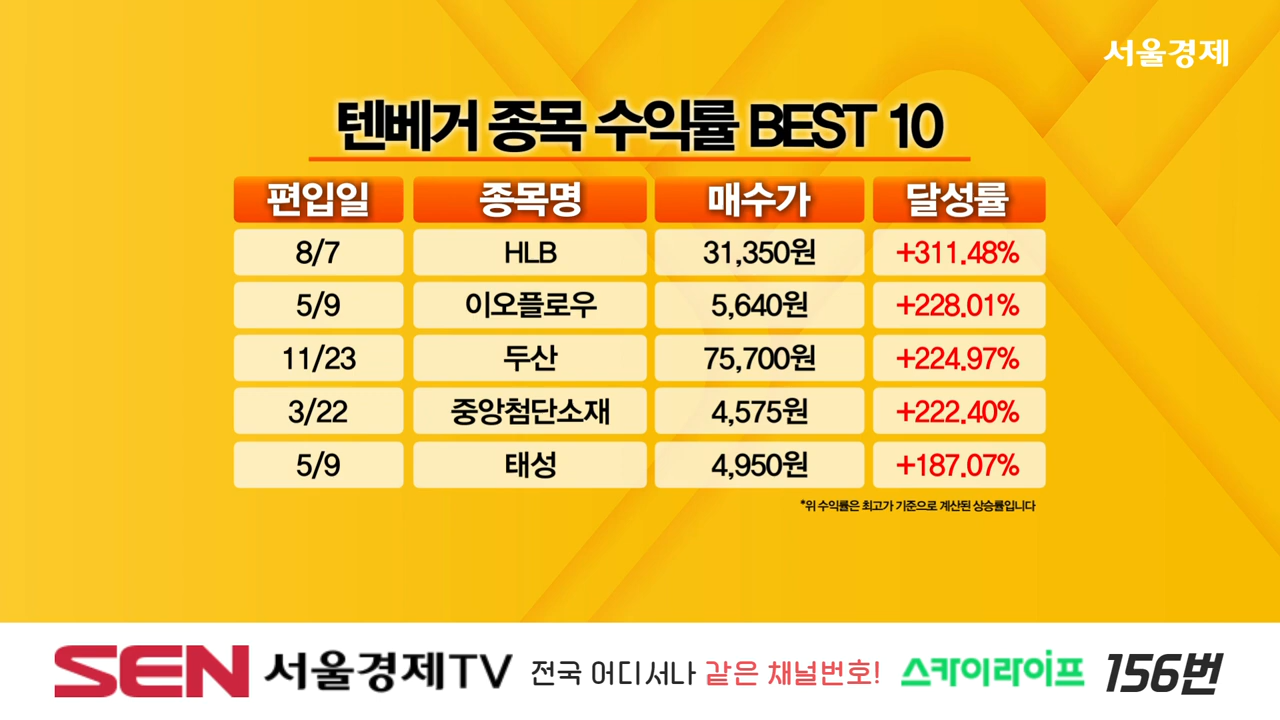 서울경제
텐베거 종목 수익률 BEST 10
편입일 종목명 매수가 달성률
8/7 HLB 31,350원 +311.48%
5/9 이오플로우 5,640원 +228.01%
11/23 두산 75,700원 +224.97%
3/22 중앙첨단소재 4,575원 +222.40%
5/9 태성 4,950원 +187.07%
*위 수익률은 최고가 기준으로 계산된 상승률입니다
SEN 서울경제TV 전국 어디서나 같은 채널번호! 스카이라이프 156번